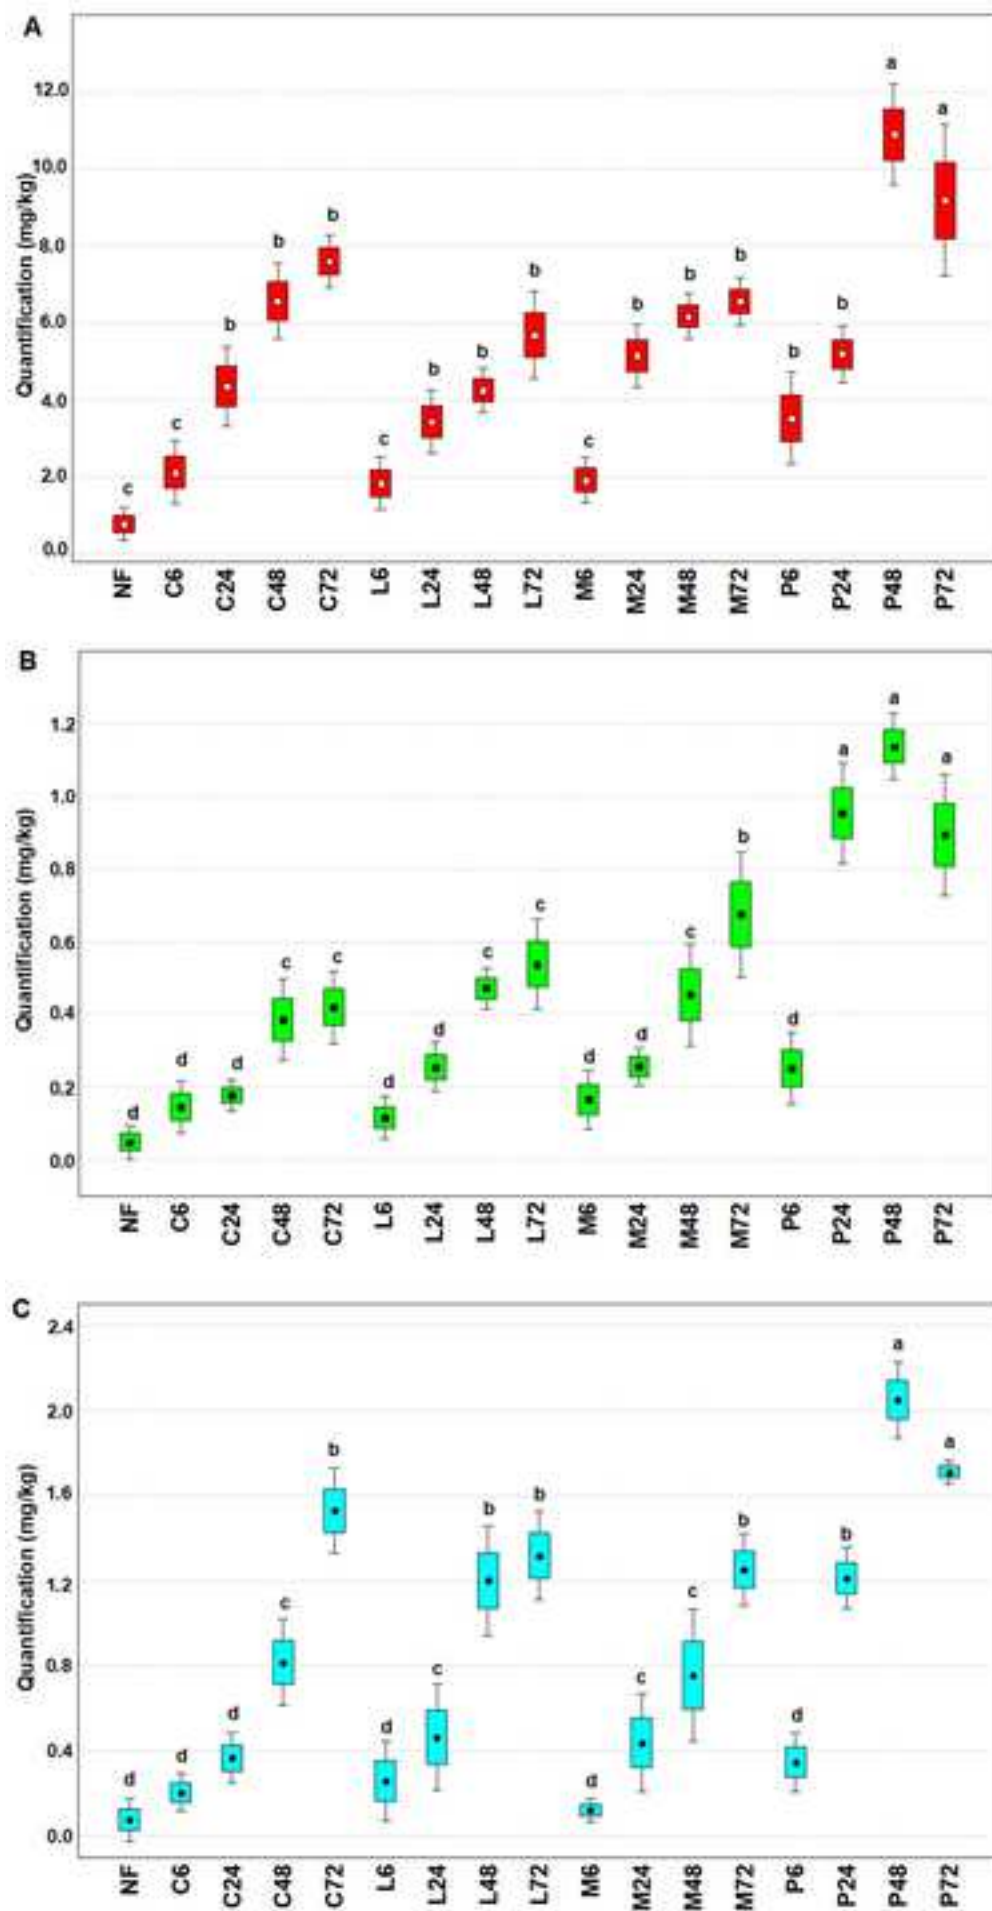 A
Quantification (mg/kg)
12.0
10.0
8.0
6.0
4.0
2.0
0.0
c c b b b c b b b c b b b b b a a
NF C6 C24 C48 C72 L6 L24 L48 L72 M6 M24 M48 M72 P6 P24 P48 P72
B
Quantification (mg/kg)
1.2
1.0
0.8
0.6
0.4
0.2
0.0
d d d c c d d c c d d c b d a a a
NF C6 C24 C48 C72 L6 L24 L48 L72 M6 M24 M48 M72 P6 P24 P48 P72
C
Quantification (mg/kg)
2.4
2.0
1.6
1.2
0.8
0.4
0.0
d d d c b d c b b d c c b d b a a
NF C6 C24 C48 C72 L6 L24 L48 L72 M6 M24 M48 M72 P6 P24 P48 P72